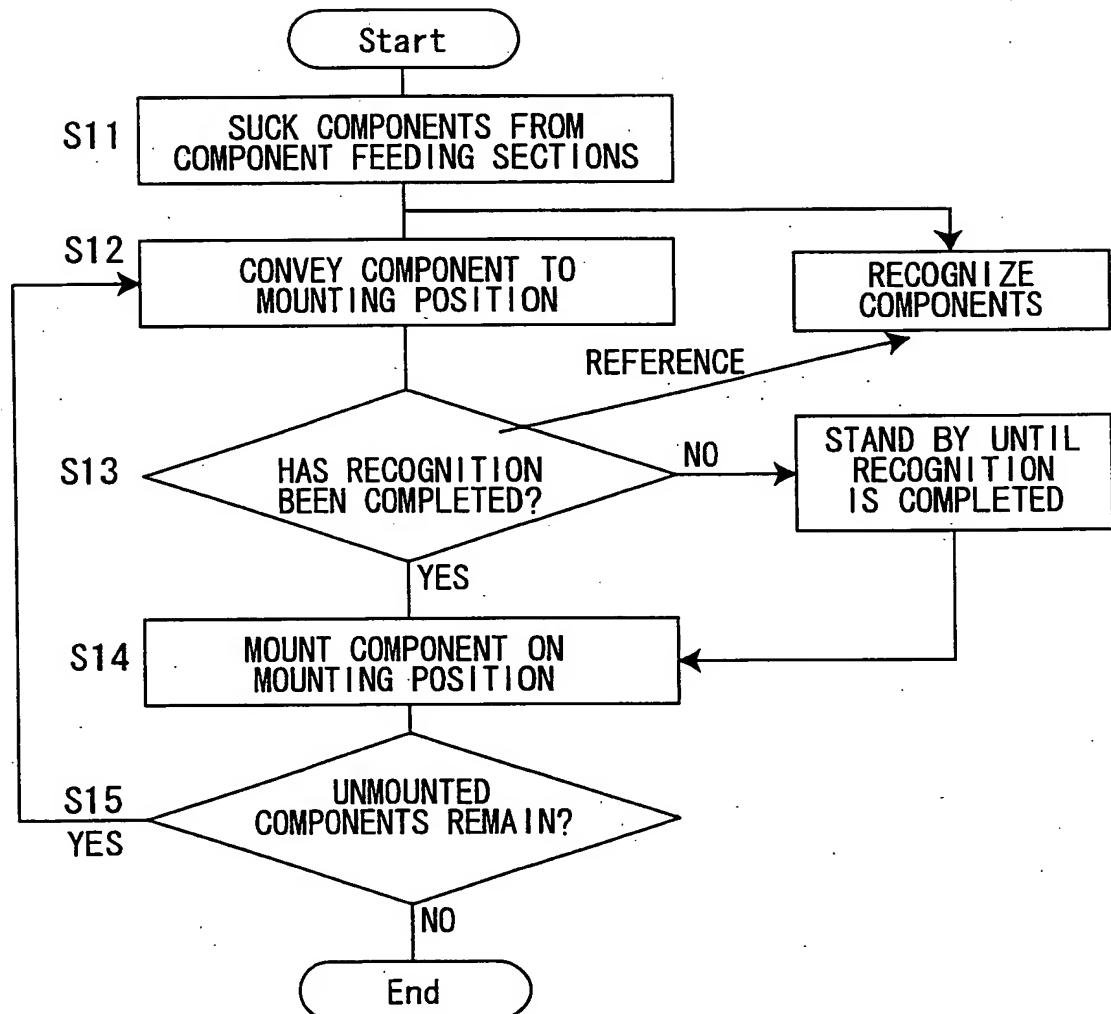 Start
S11
SUCK COMPONENTS FROM
COMPONENT FEEDING SECTIONS
S12
CONVEY COMPONENT TO
MOUNTING POSITION
RECOGNIZE
COMPONENTS
REFERENCE
S13
HAS RECOGNITION
BEEN COMPLETED?
NO
STAND BY UNTIL
RECOGNITION
IS COMPLETED
YES
S14
MOUNT COMPONENT ON
MOUNTING POSITION
S15
YES
UNMOUNTED
COMPONENTS REMAIN?
NO
End